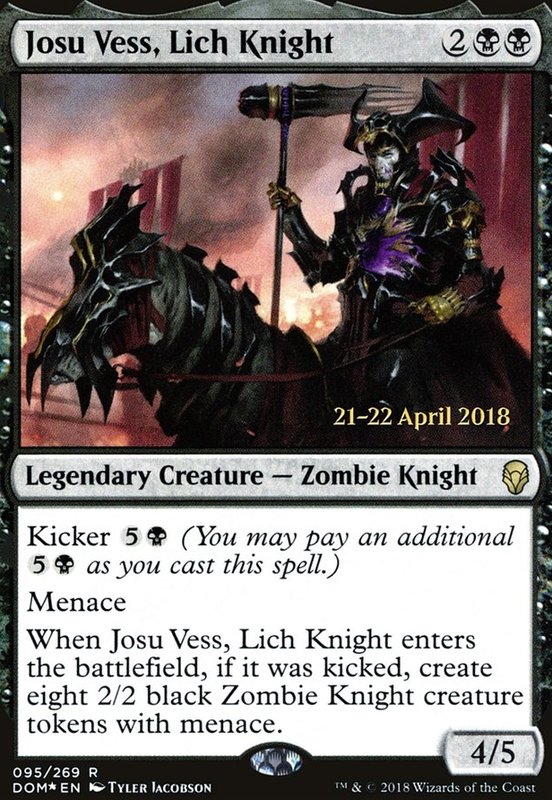 Josu Vess, Lich Knight 2
21–22 April 2018
Legendary Creature — Zombie Knight
Kicker 5 (You may pay an additional
5 as you cast this spell.)
Menace
When Josu Vess, Lich Knight enters
the battlefield, if it was kicked, create
eight 2/2 black Zombie Knight creature
tokens with menace.
4/5
095/269 R
DOM★EN Tyler Jacobson
™ & © 2018 Wizards of the Coast